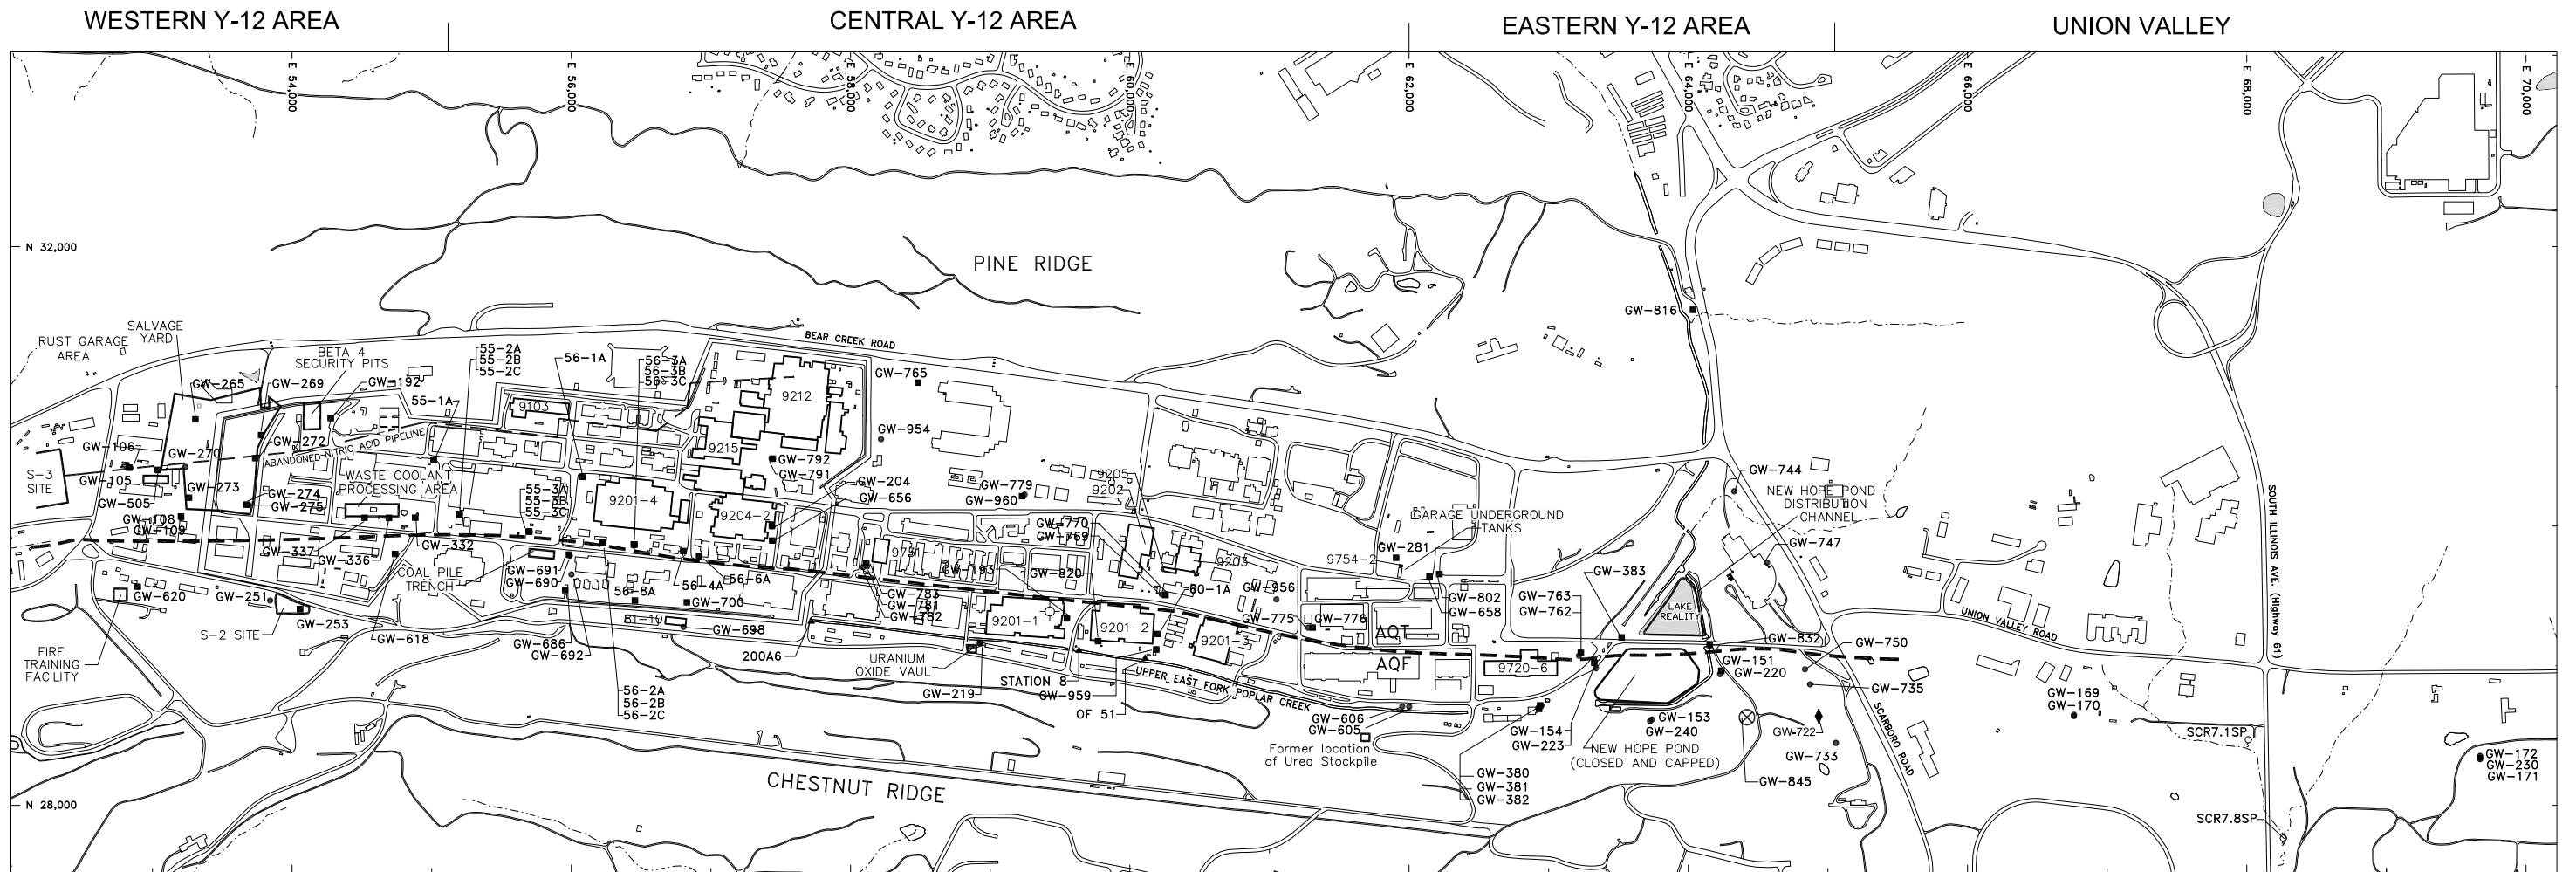 WESTERN Y-12 AREA
CENTRAL Y-12 AREA
EASTERN Y-12 AREA
UNION VALLEY
E 54,000
E 56,000
E 58,000
E 60,000
E 62,000
E 64,000
E 66,000
E 68,000
E 70,000
N 32,000
PINE RIDGE
GW-816
SALVAGE
YARD
RUST GARAGE
AREA
BETA 4
SECURITY PITS
55-2A
55-2B
55-2C
56-1A
56-3A
56-3B
56-3C
BEAR CREEK ROAD
GW-765
GW-265
GW-269
GW-192
55-1A
9103
9212
GW-106
GW-270
GW-272
ABANDONED NITRIC ACID PIPELINE
9215
GW-954
GW-792
GW-791
S-3
SITE
GW-105
GW-273
GW-274
GW-275
WASTE COOLANT
PROCESSING AREA
GW-505
55-3A
55-3B
55-3C
9201-4
9204-2
GW-204
GW-656
GW-779
GW-960
9205
9202
GW-744
NEW HOPE POND
DISTRIBUTION
CHANNEL
GW-108
GW-109
GW-337
GW-336
GW-332
GW-770
GW-769
GARAGE UNDERGROUND
TANKS
GW-747
9731
GW-193
GW-820
9203
9754-2
GW-281
COAL PILE
TRENCH
GW-691
GW-690
56-8A
56-4A
56-6A
GW-700
GW-783
GW-781
GW-782
60-1A
GW-956
GW-775
GW-776
GW-802
GW-658
GW-383
GW-763
GW-762
LAKE
REALITY
GW-620
GW-251
S-2 SITE
GW-253
GW-618
81-10
GW-698
9201-1
9201-2
9201-3
AQT
AQF
UNION VALLEY ROAD
SOUTH ILLINOIS AVE. (Highway 61)
FIRE
TRAINING
FACILITY
GW-686
GW-692
200A6
URANIUM
OXIDE VAULT
GW-219
STATION 8
GW-959
OF 51
UPPER EAST FORK POPLAR CREEK
9720-6
GW-832
GW-151
GW-220
GW-750
GW-735
56-2A
56-2B
56-2C
GW-606
GW-605
Former location
of Urea Stockpile
GW-154
GW-223
GW-153
GW-240
GW-722
GW-733
NEW HOPE POND
(CLOSED AND CAPPED)
GW-845
SCARBORO ROAD
GW-169
GW-170
SCR7.1SP
GW-172
GW-230
GW-171
GW-380
GW-381
GW-382
CHESTNUT RIDGE
N 28,000
SCR7.8SP